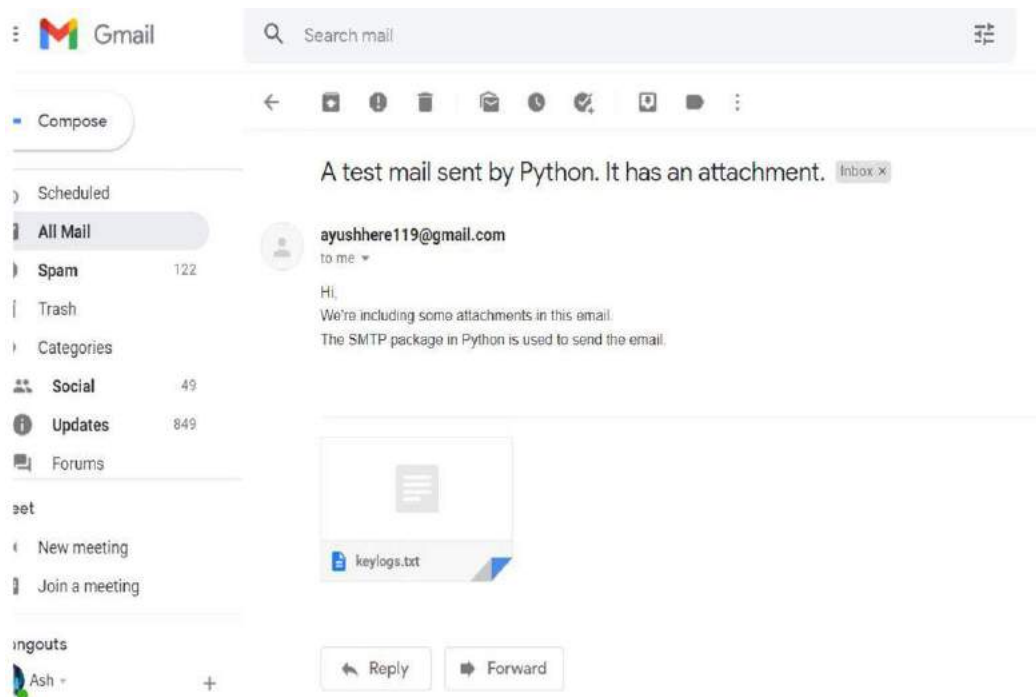 Gmail
Search mail
Compose
Scheduled
All Mail
Spam 122
Trash
Categories
Social 49
Updates 849
Forums
eet
New meeting
Join a meeting
ngouts
Ash
A test mail sent by Python. It has an attachment. Inbox ×
ayushhere119@gmail.com
to me
Hi,
We're including some attachments in this email.
The SMTP package in Python is used to send the email.
keylogs.txt
Reply
Forward